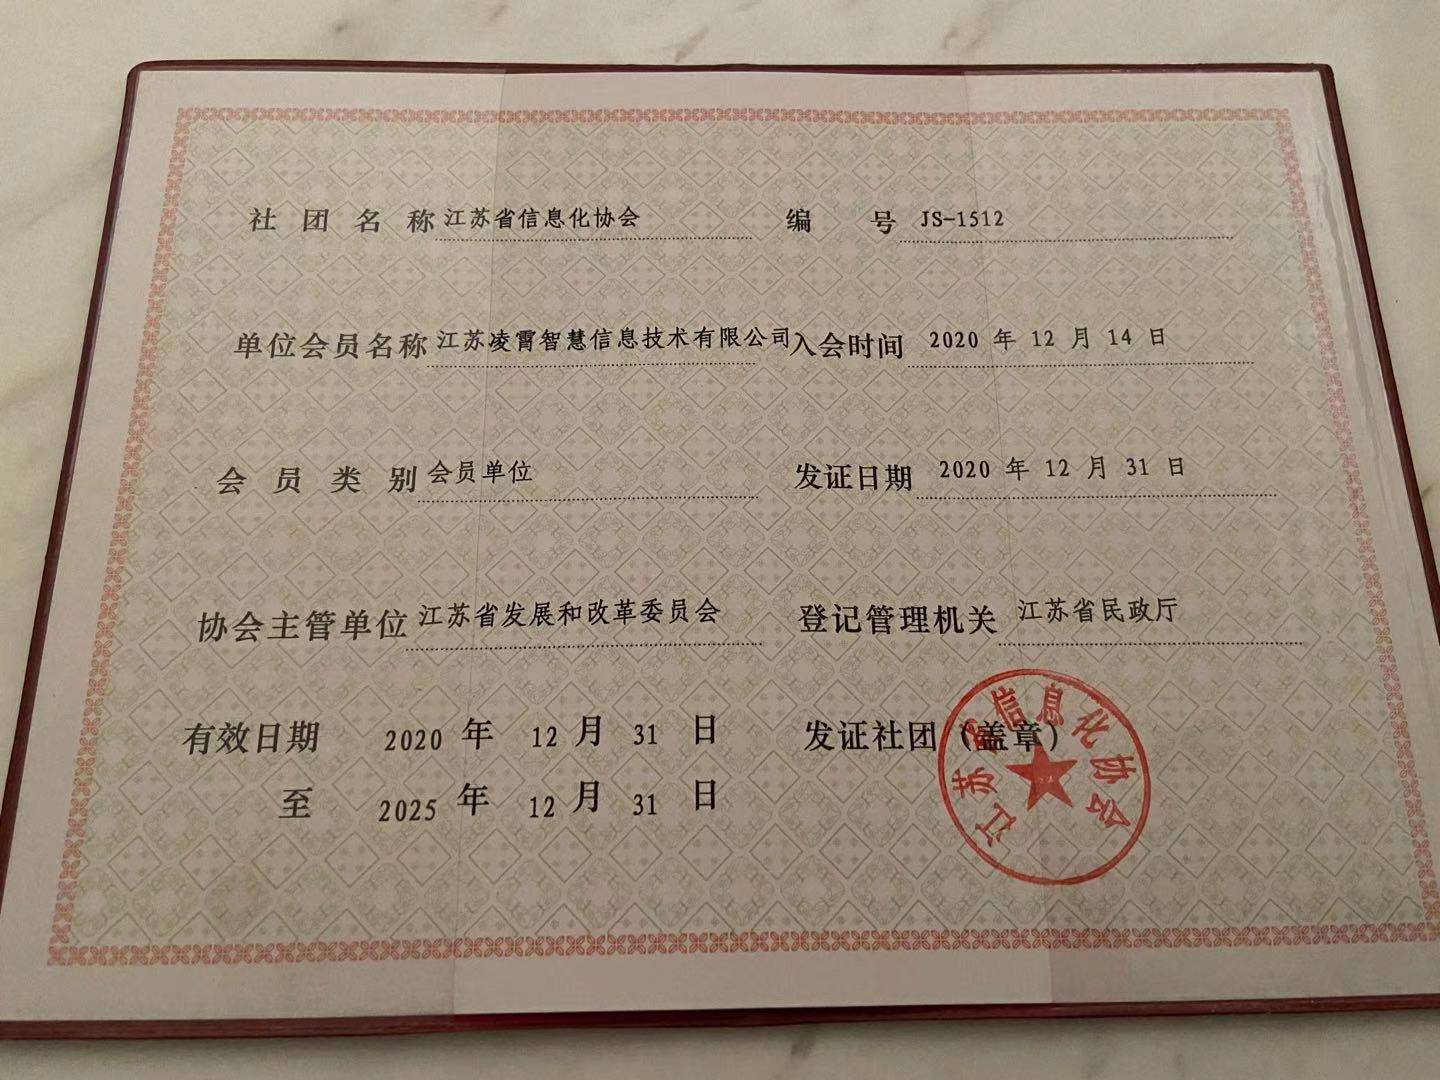 社团名称 江苏省信息化协会 编号 JS-1512
单位会员名称 江苏凌霄智慧信息技术有限公司 入会时间 2020 年 12 月 14 日
会员类别 会员单位 发证日期 2020 年 12 月 31 日
协会主管单位 江苏省发展和改革委员会 登记管理机关 江苏省民政厅
有效日期 2020 年 12 月 31 日 发证社团(盖章)
至 2025 年 12 月 31 日
江苏省信息化协会